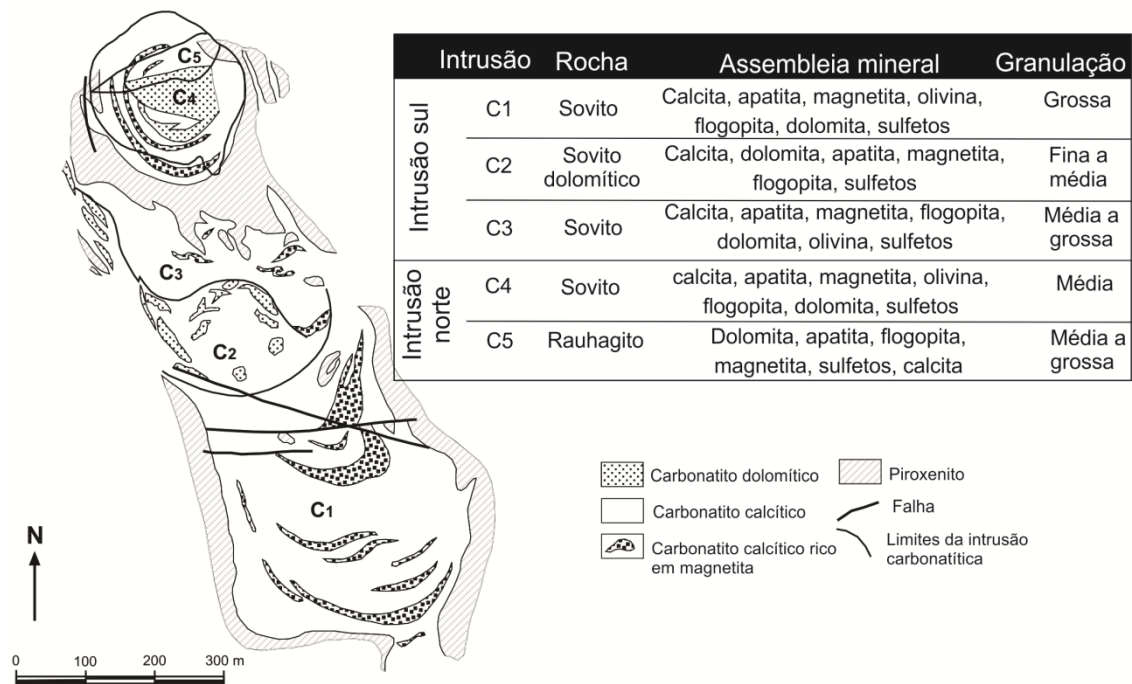 C5
C4
C3
C2
C1
Intrusão Rocha Assembleia mineral Granulação
Intrusão sul
C1 Sovito Calcita, apatita, magnetita, olivina, flogopita, dolomita, sulfetos Grossa
C2 Sovito dolomítico Calcita, dolomita, apatita, magnetita, flogopita, sulfetos Fina a média
C3 Sovito Calcita, apatita, magnetita, flogopita, dolomita, olivina, sulfetos Média a grossa
Intrusão norte
C4 Sovito calcita, apatita, magnetita, olivina, flogopita, dolomita, sulfetos Média
C5 Rauhagito Dolomita, apatita, flogopita, magnetita, sulfetos, calcita Média a grossa
Carbonatito dolomítico
Piroxenito
Carbonatito calcítico
Falha
Carbonatito calcítico rico
em magnetita
Limites da intrusão
carbonatítica
N
0 100 200 300 m